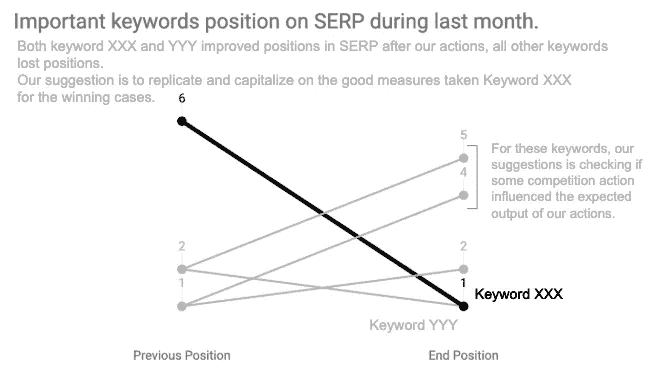 Important keywords position on SERP during last month.
Both keyword XXX and YYY improved positions in SERP after our actions, all other keywords
lost positions.
Our suggestion is to replicate and capitalize on the good measures taken Keyword XXX
for the winning cases.
6
5
4
For these keywords, our
suggestions is checking if
some competition action
influenced the expected
output of our actions.
2
2
1
1
Keyword XXX
Keyword YYY
Previous Position
End Position